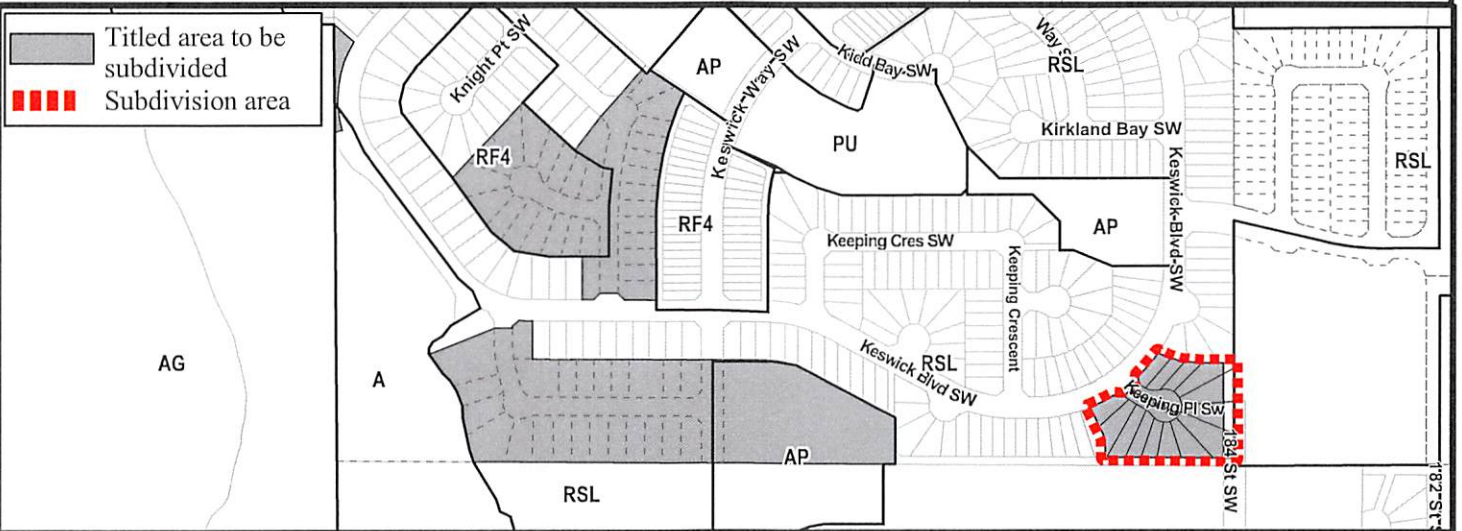 Titled area to be
subdivided
Subdivision area
Knight Pt SW
AP
Keswick-Way-SW
Kidd Bay-SW
RSL
Kirkland Bay SW
RSL
RF4
PU
Keswick-Blvd-SW
RF4
Keeping Cres SW
AP
Keeping Crescent
AG
A
Keswick Blvd SW
RSL
Keeping Pl Sw
AP
184 St SW
RSL